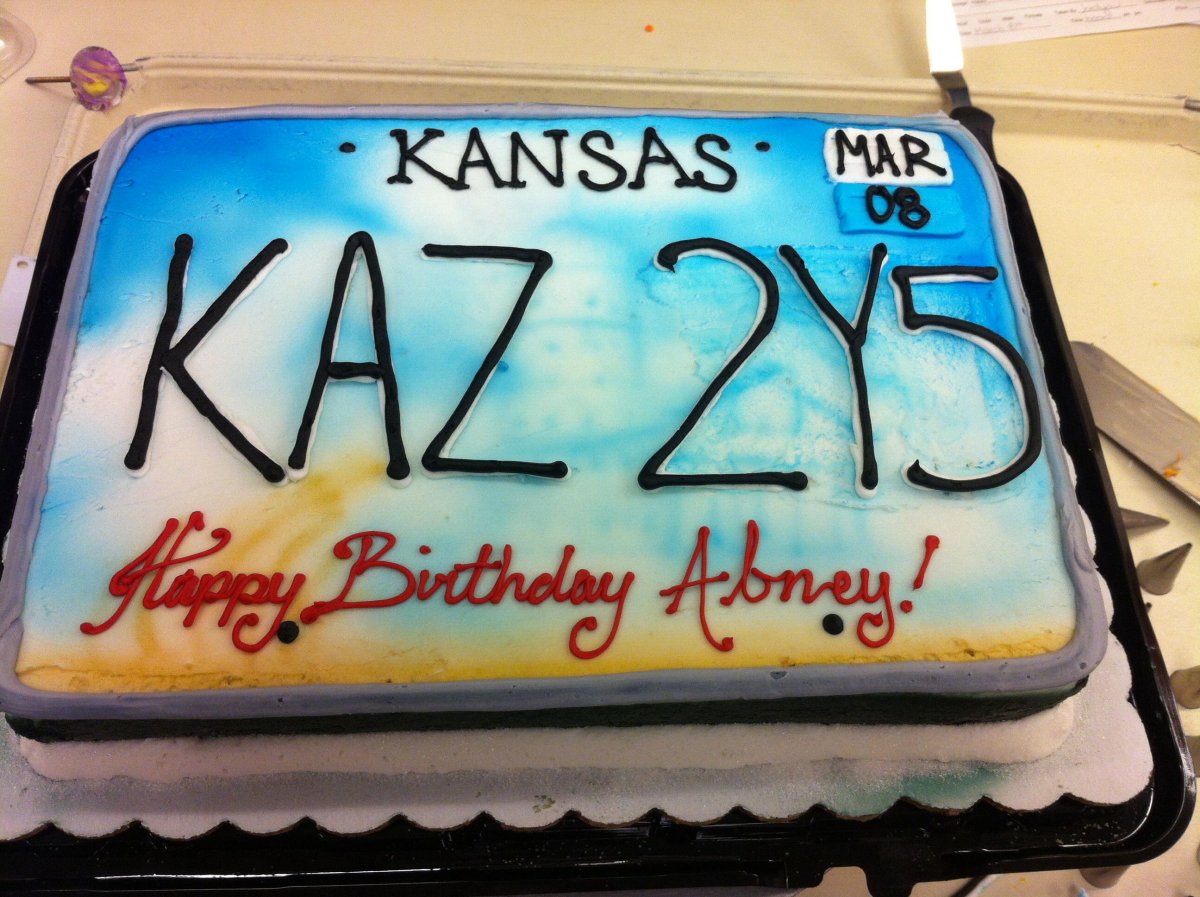 KANSAS
MAR
08
KAZ 2Y5
Happy Birthday Abney!